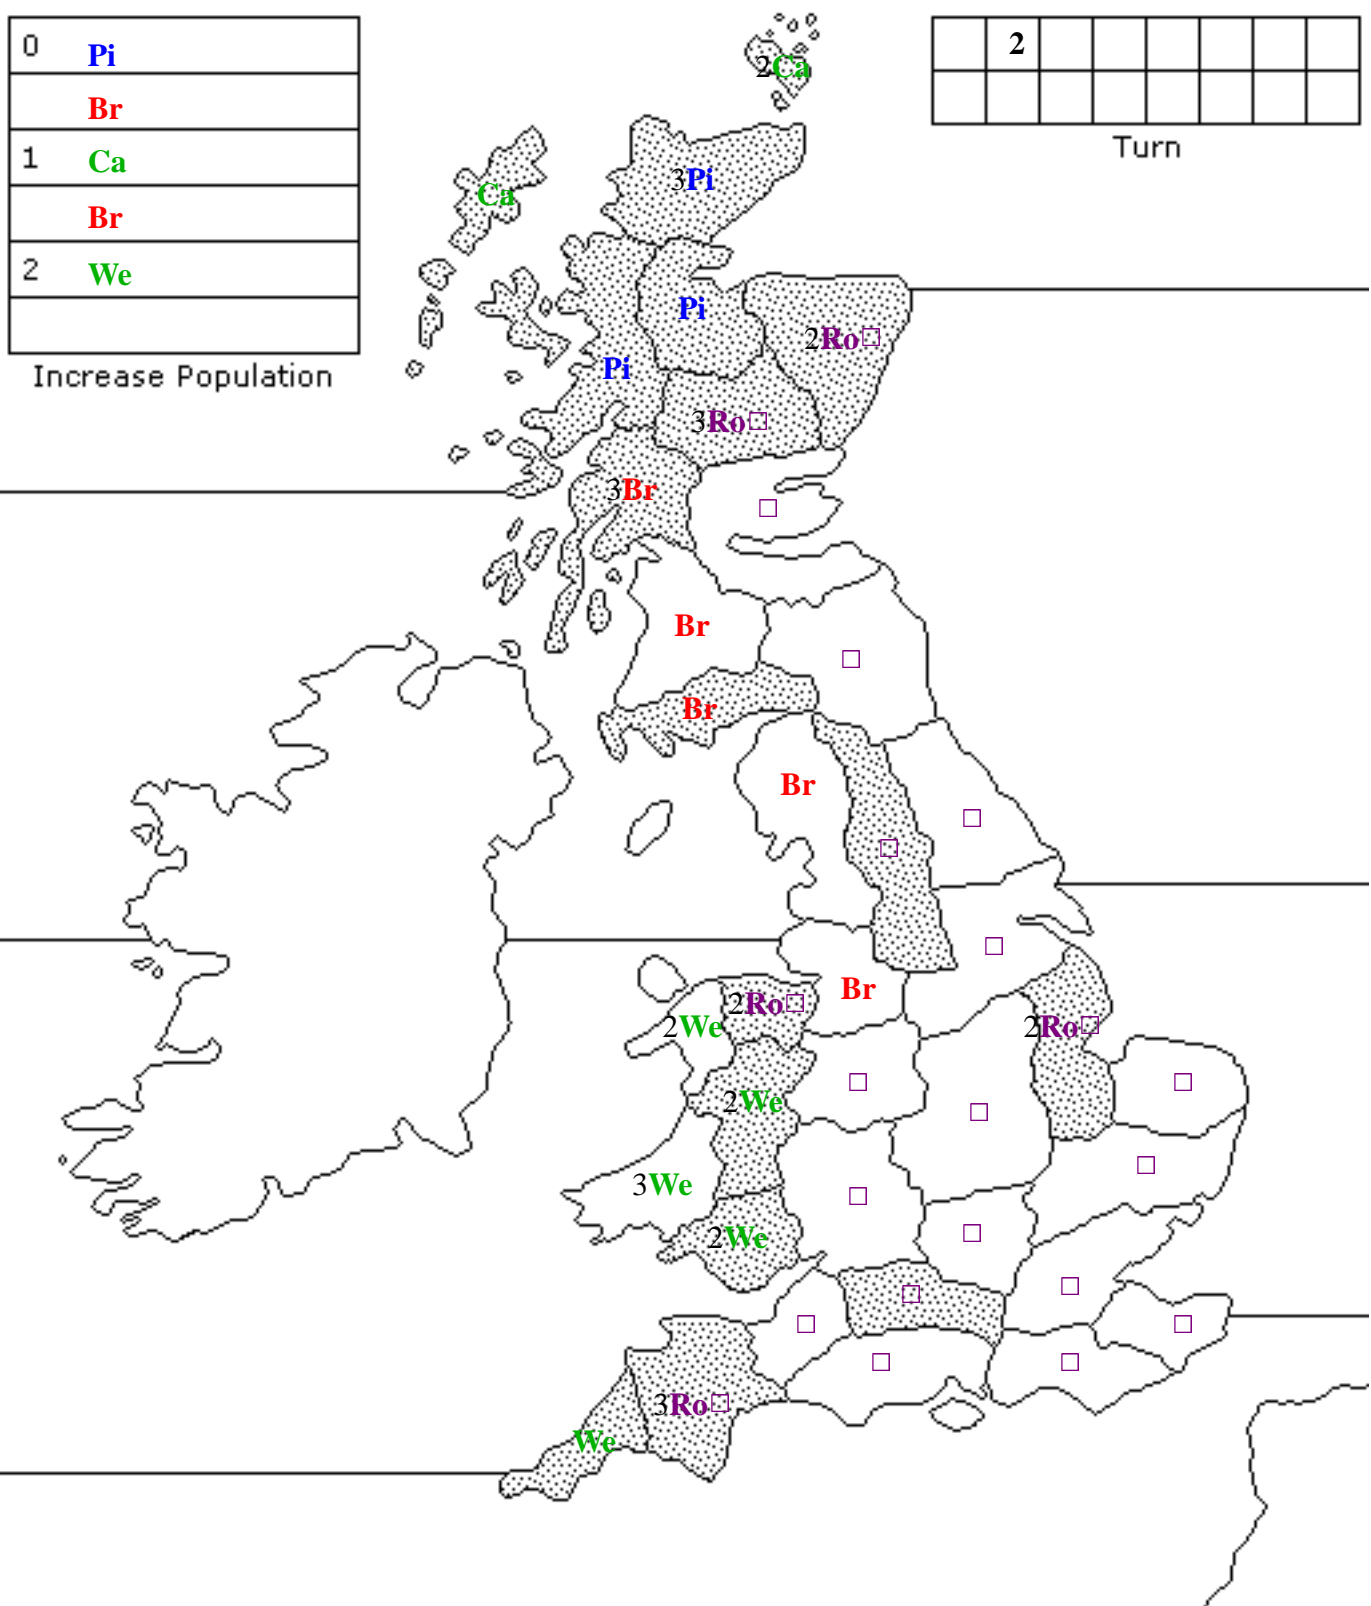 0 Pi
Br
1 Ca
Br
2 We
Increase Population
2
Turn
2Ca
Ca
3Pi
Pi
2Ro
Pi
3Ro
3Br
Br
Br
Br
Br
2Ro
2We
2Ro
2We
3We
2We
3Ro
We